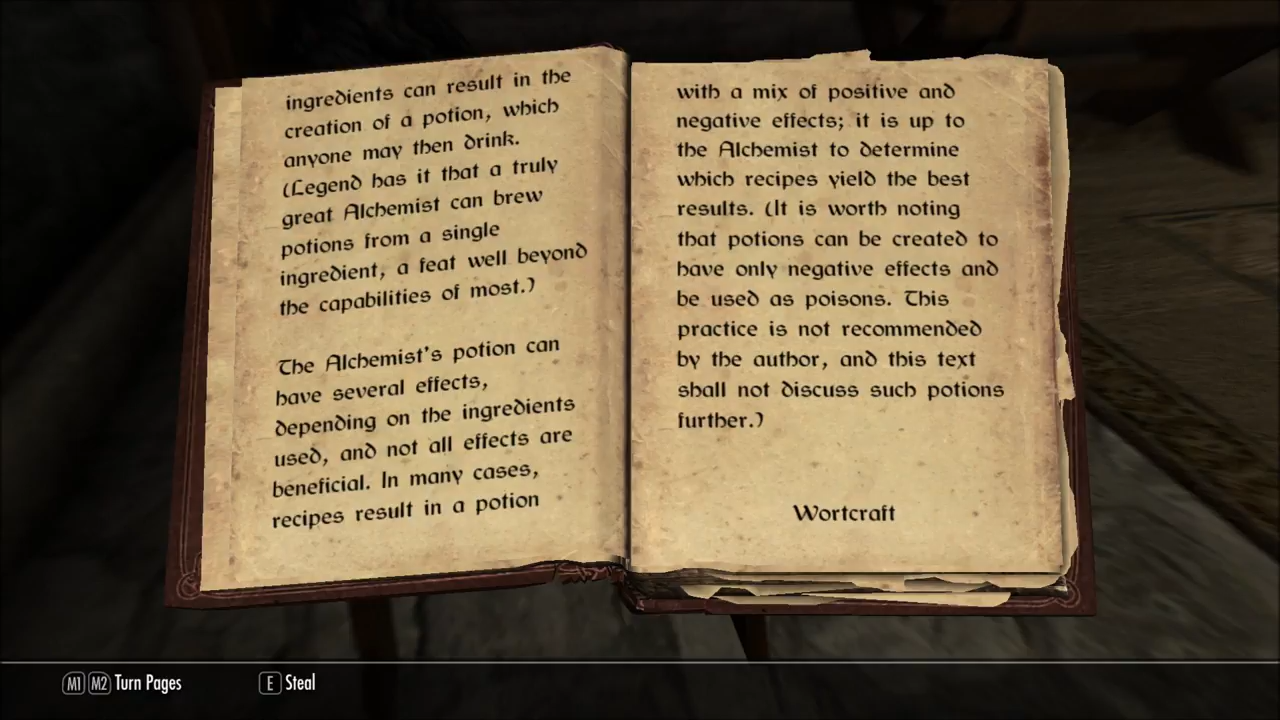 ingredients can result in the
creation of a potion, which
anyone may then drink.
(Legend has it that a truly
great Alchemist can brew
potions from a single
ingredient, a feat well beyond
the capabilities of most.)
The Alchemist's potion can
have several effects,
depending on the ingredients
used, and not all effects are
beneficial. In many cases,
recipes result in a potion
with a mix of positive and
negative effects; it is up to
the Alchemist to determine
which recipes yield the best
results. (It is worth noting
that potions can be created to
have only negative effects and
be used as poisons. This
practice is not recommended
by the author, and this text
shall not discuss such potions
further.)
Wortcraft
M1 M2 Turn Pages
E Steal